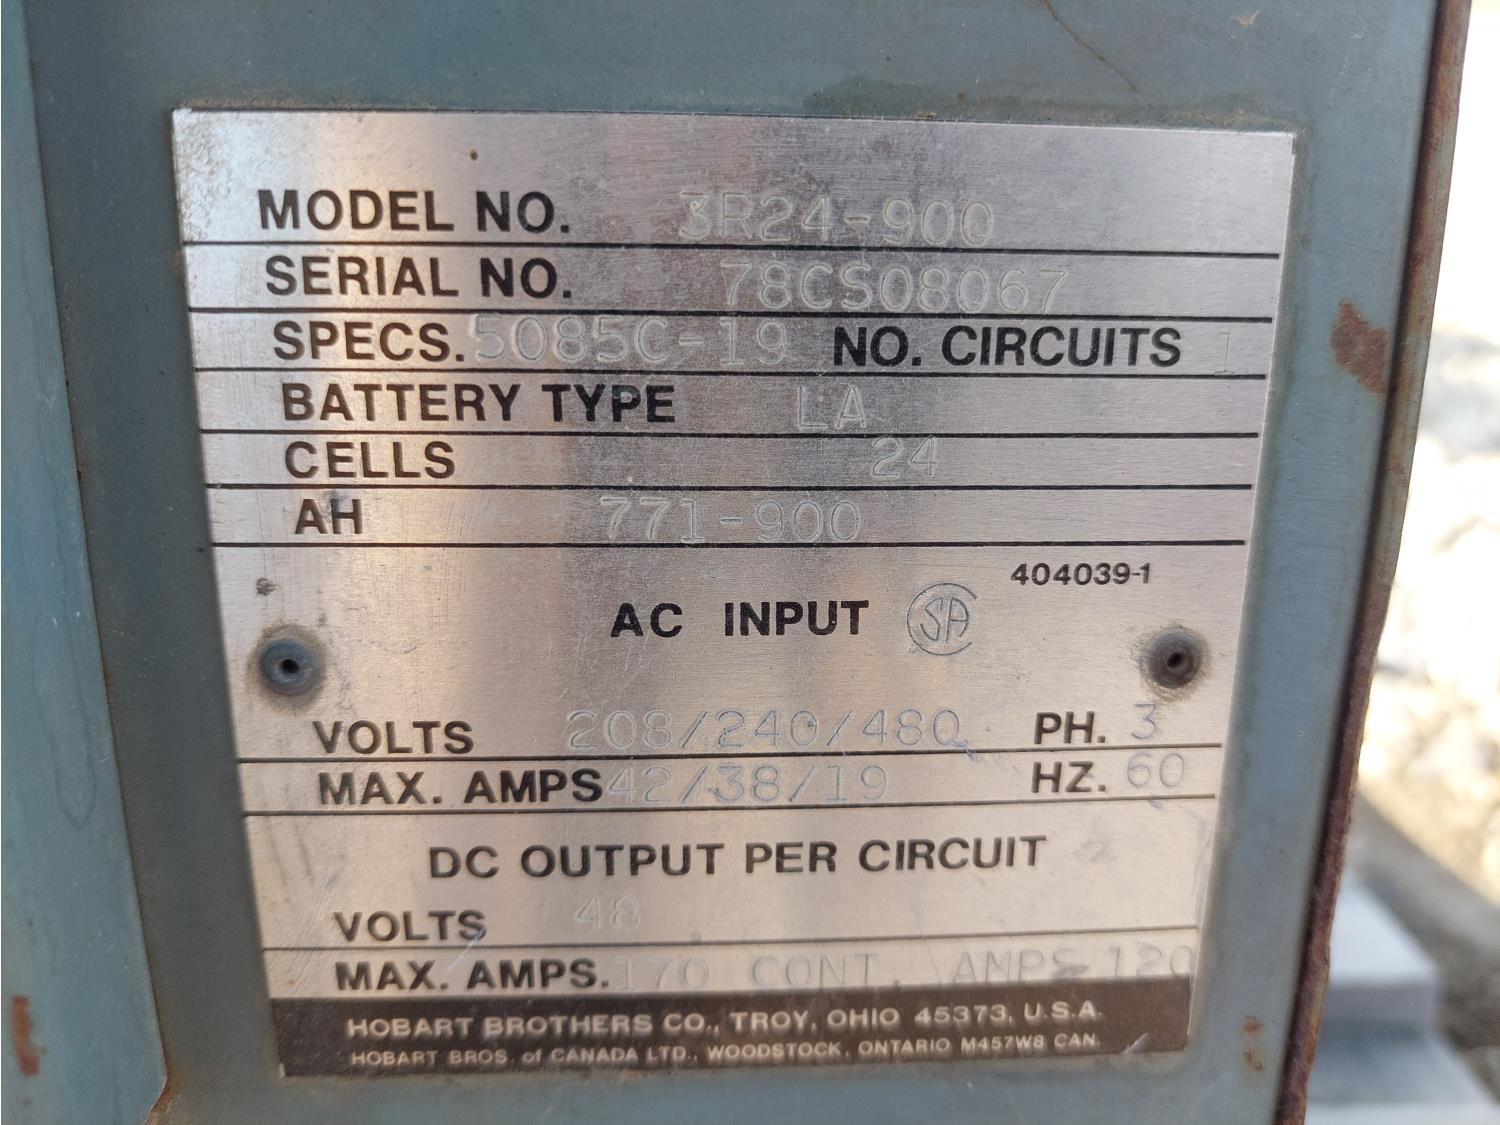 MODEL NO. 3R24-900
SERIAL NO. 78CS08067
SPECS. 5085C-19 NO. CIRCUITS 1
BATTERY TYPE LA
CELLS 24
AH 771-900
404039-1
AC INPUT CSA
VOLTS 208/240/480 PH. 3
MAX. AMPS 42/38/19 HZ. 60
DC OUTPUT PER CIRCUIT
VOLTS 48
MAX. AMPS. 170 CONT. AMPS 120
HOBART BROTHERS CO., TROY, OHIO 45373, U.S.A.
HOBART BROS. of CANADA LTD., WOODSTOCK, ONTARIO M457W8 CAN.